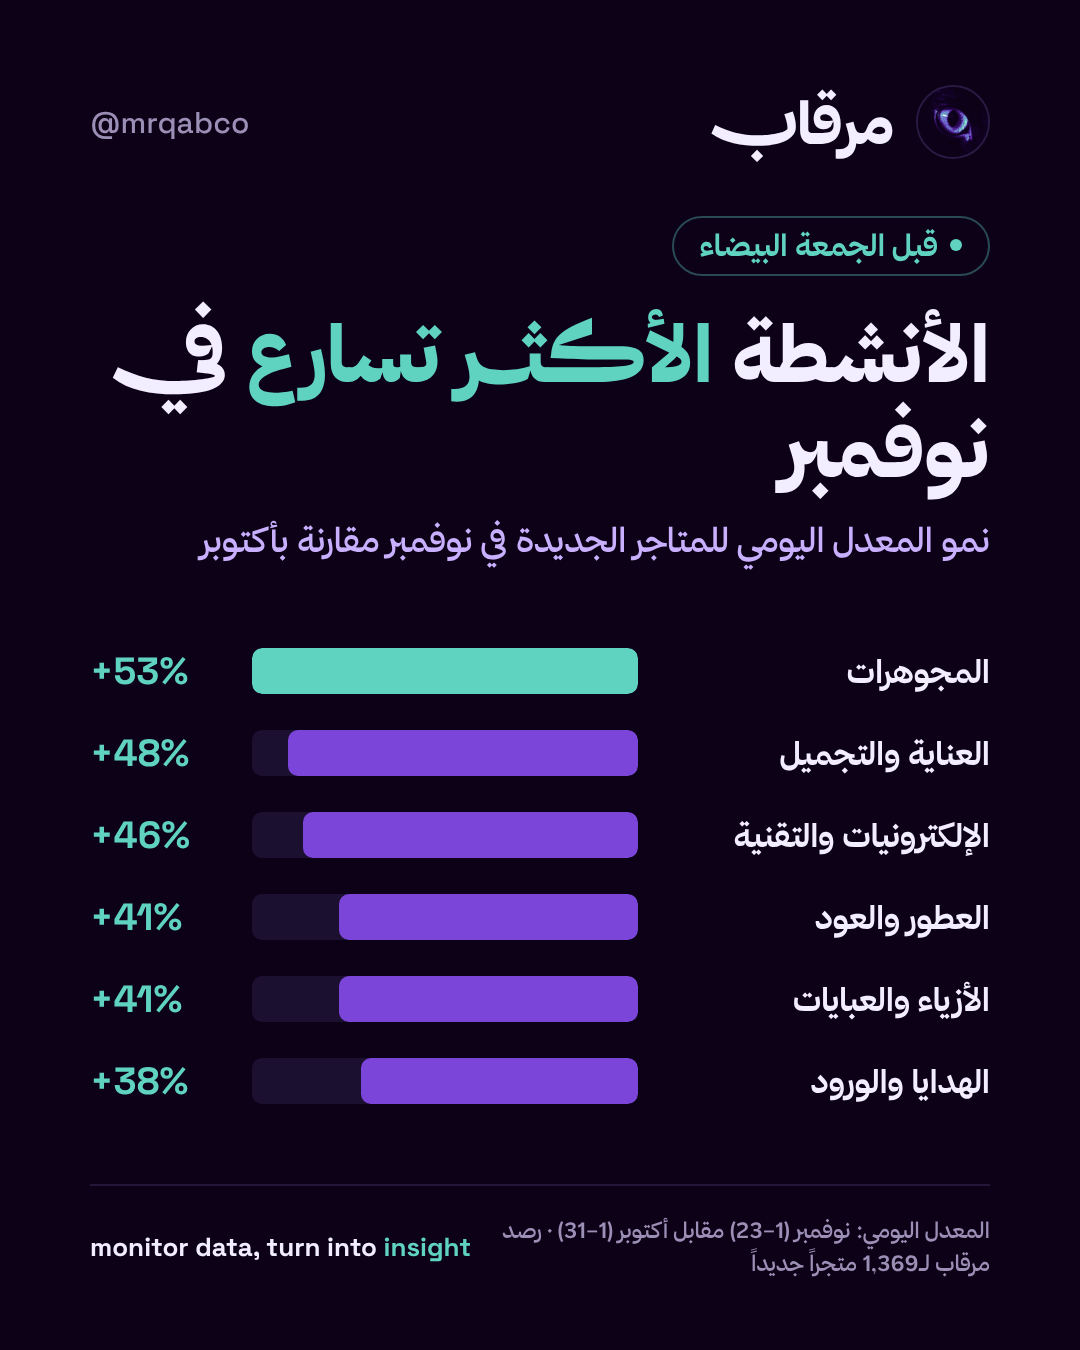 مرقاب
@mrqabco
قبل الجمعة البيضاء
الأنشطة الأكثـر تسارع في
نوفمبر
نمو المعدل اليومي للمتاجر الجديدة في نوفمبر مقارنة بأكتوبر
المجوهرات +53%
العناية والتجميل +48%
الإلكترونيات والتقنية +46%
العطور والعود +41%
الأزياء والعبايات +41%
الهدايا والورود +38%
المعدل اليومي: نوفمبر (1–23) مقابل أكتوبر (1–31) · رصد
مرقاب لـ1,369 متجراً جديداً
monitor data, turn into insight